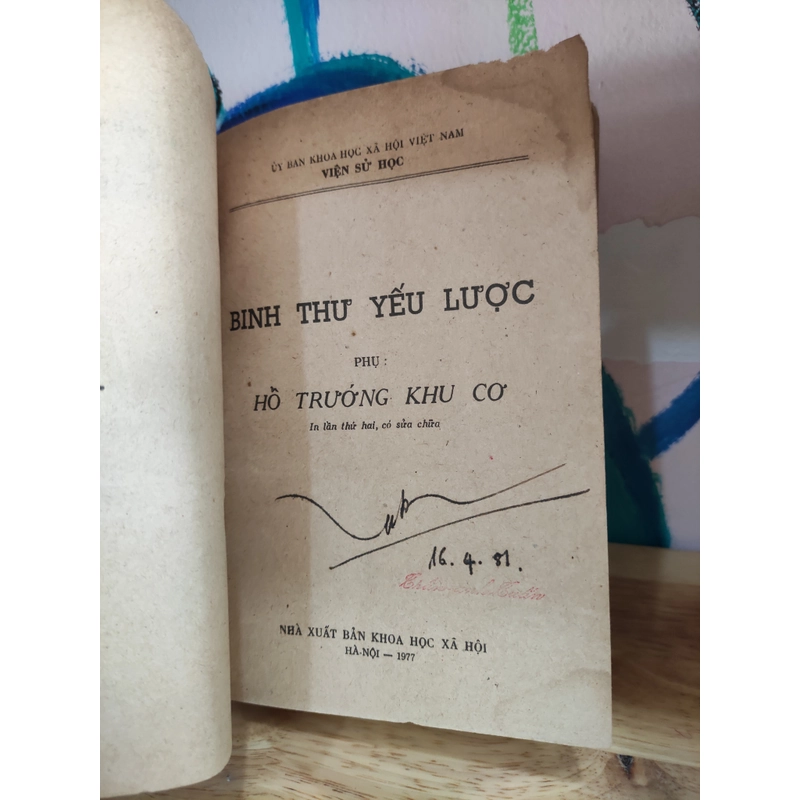 ỦY BAN KHOA HỌC XÃ HỘI VIỆT NAM
VIỆN SỬ HỌC
BINH THƯ YẾU LƯỢC
PHỤ :
HỒ TRƯỚNG KHU CƠ
In lần thứ hai, có sửa chữa
16.4.81.
NHÀ XUẤT BẢN KHOA HỌC XÃ HỘI
HÀ-NỘI — 1977